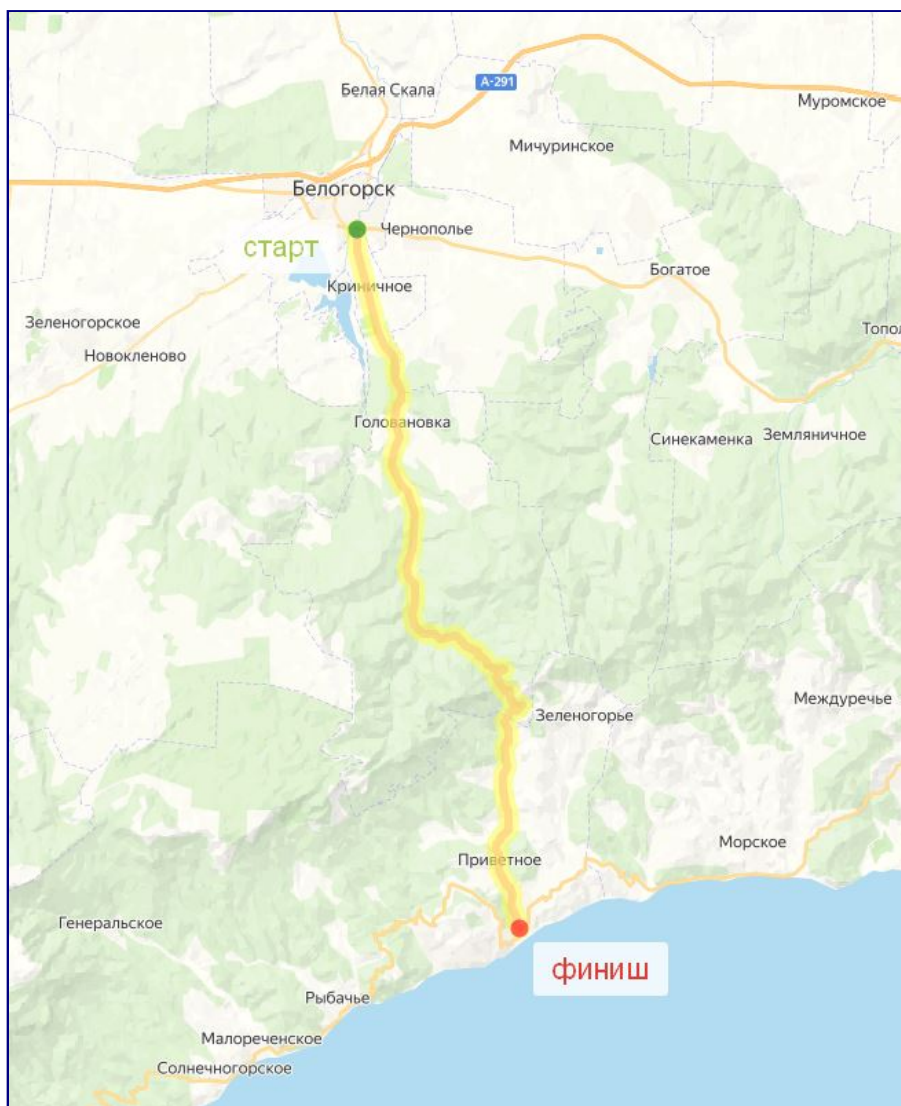 А-291
Белая Скала
Муромское
Мичуринское
Белогорск
Чернополье
старт
Богатое
Криничное
Зеленогорское
Топол
Новокленово
Головановка
Синекаменка
Земляничное
Междуречье
Зеленогорье
Морское
Приветное
Генеральское
финиш
Рыбачье
Малореченское
Солнечногорское